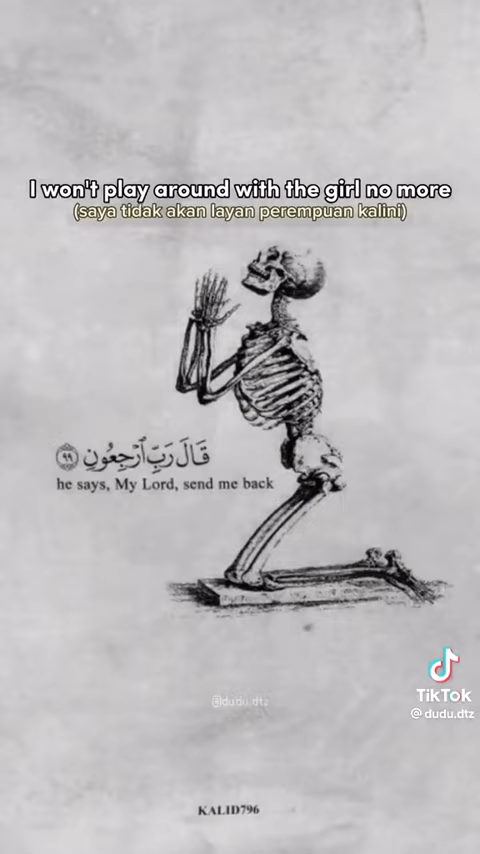 I won't play around with the girl no more
(saya tidak akan layan perempuan kalini)
قَالَ رَبِّ ٱرْجِعُونِ ٩٩
he says, My Lord, send me back
TikTok
@dudu.dtz
@dudu.dtz
KALID796